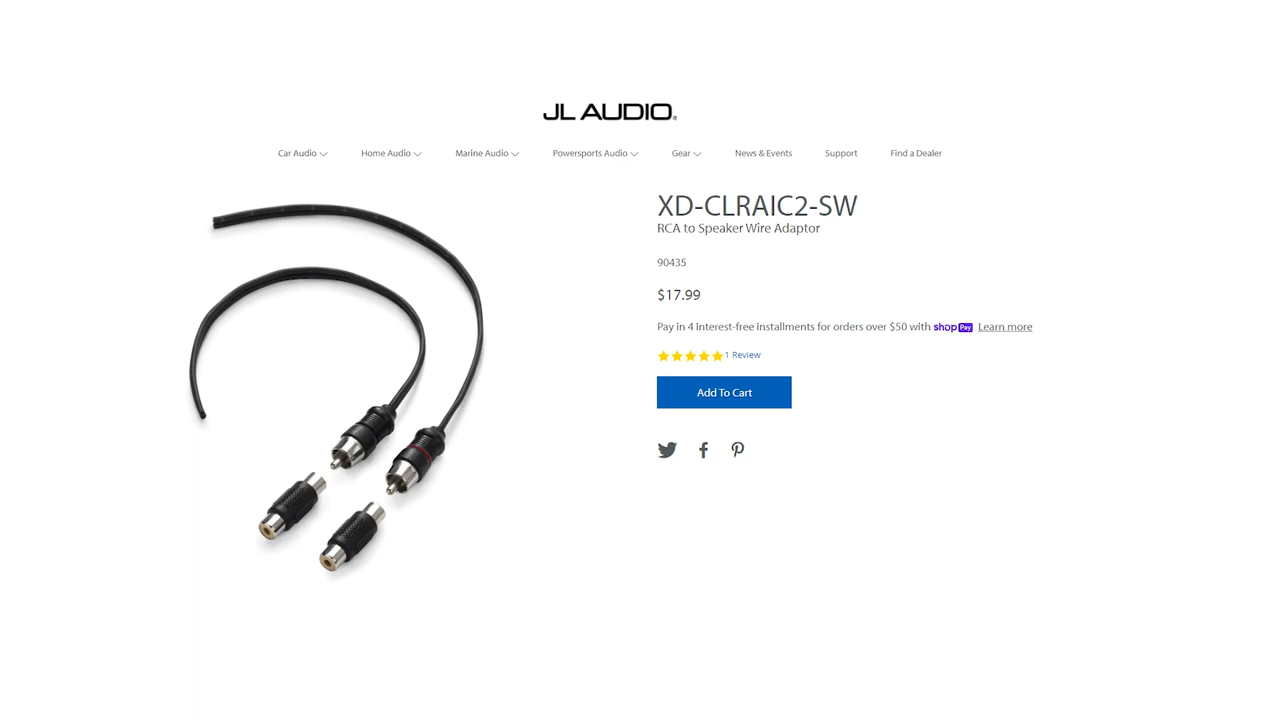 JL AUDIO®
Car Audio Home Audio Marine Audio Powersports Audio Gear News & Events Support Find a Dealer
XD-CLRAIC2-SW
RCA to Speaker Wire Adaptor
90435
$17.99
Pay in 4 interest-free installments for orders over $50 with shop Pay Learn more
1 Review
Add To Cart